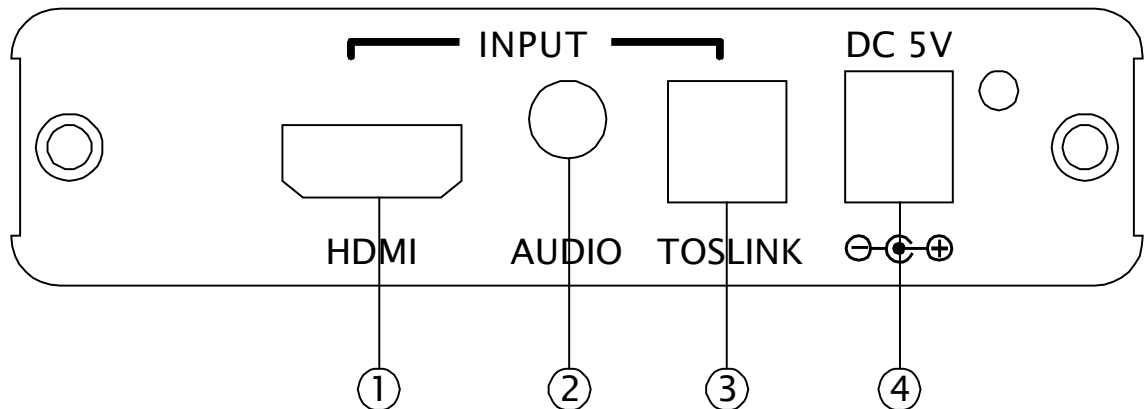 INPUT
DC 5V
HDMI
AUDIO
TOSLINK
1
2
3
4